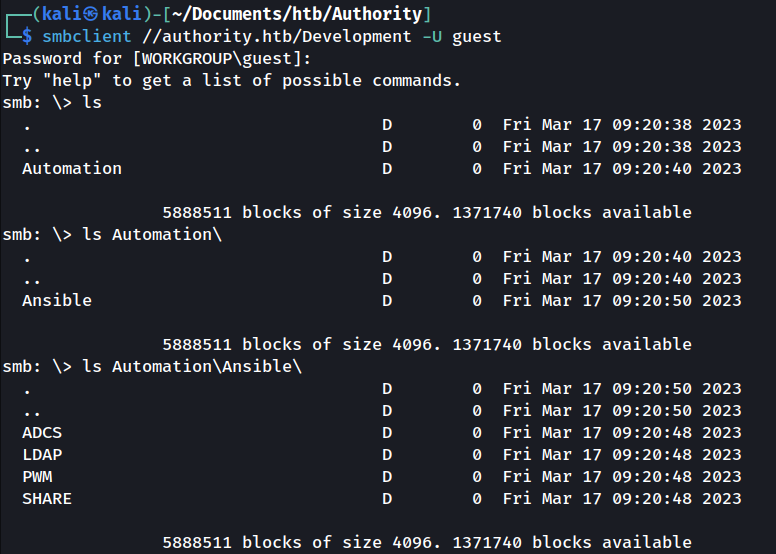 ┌──(kali㉿kali)-[~/Documents/htb/Authority]
└─$ smbclient //authority.htb/Development -U guest
Password for [WORKGROUP\guest]:
Try "help" to get a list of possible commands.
smb: \> ls
  .                                   D        0  Fri Mar 17 09:20:38 2023
  ..                                  D        0  Fri Mar 17 09:20:38 2023
  Automation                          D        0  Fri Mar 17 09:20:40 2023

                5888511 blocks of size 4096. 1371740 blocks available
smb: \> ls Automation\
  .                                   D        0  Fri Mar 17 09:20:40 2023
  ..                                  D        0  Fri Mar 17 09:20:40 2023
  Ansible                             D        0  Fri Mar 17 09:20:50 2023

                5888511 blocks of size 4096. 1371740 blocks available
smb: \> ls Automation\Ansible\
  .                                   D        0  Fri Mar 17 09:20:50 2023
  ..                                  D        0  Fri Mar 17 09:20:50 2023
  ADCS                                D        0  Fri Mar 17 09:20:48 2023
  LDAP                                D        0  Fri Mar 17 09:20:48 2023
  PWM                                 D        0  Fri Mar 17 09:20:48 2023
  SHARE                               D        0  Fri Mar 17 09:20:48 2023

                5888511 blocks of size 4096. 1371740 blocks available